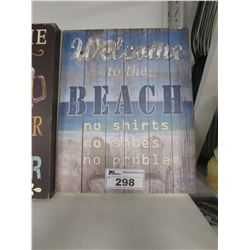 Welcome
to the
BEACH
no shirts
no shoes
no problem
298